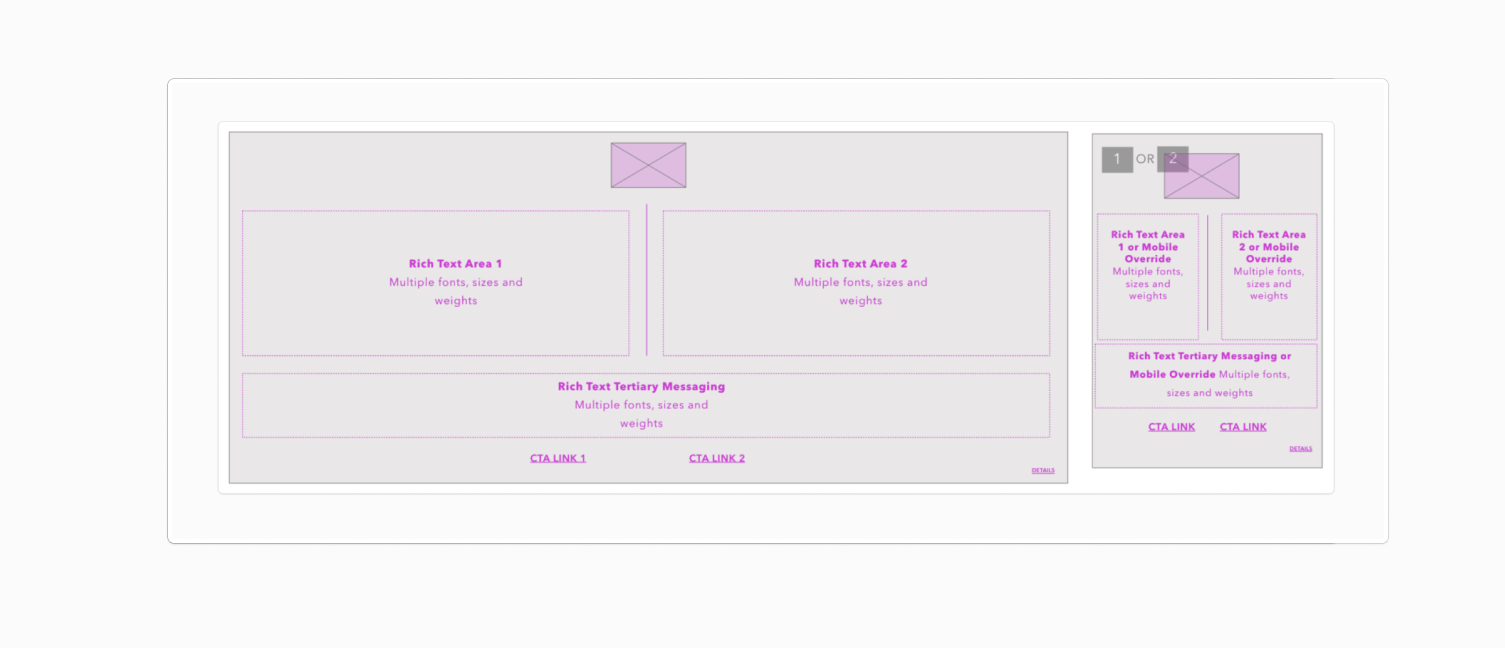 Rich Text Area 1
Multiple fonts, sizes and
weights
Rich Text Area 2
Multiple fonts, sizes and
weights
Rich Text Tertiary Messaging
Multiple fonts, sizes and
weights
CTA LINK 1
CTA LINK 2
DETAILS
1 OR 2
Rich Text Area
1 or Mobile
Override
Multiple fonts,
sizes and
weights
Rich Text Area
2 or Mobile
Override
Multiple fonts,
sizes and
weights
Rich Text Tertiary Messaging or
Mobile Override Multiple fonts,
sizes and weights
CTA LINK
CTA LINK
DETAILS